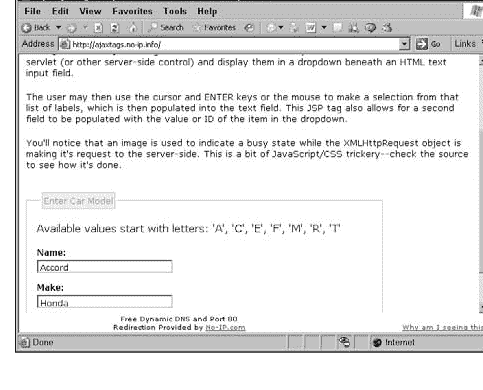 File Edit View Favorites Tools Help
Back Search Favorites
Address http://ajaxtags.no-ip.info/ Go Links
servlet (or other server-side control) and display them in a dropdown beneath an HTML text
input field.
The user may then use the cursor and ENTER keys or the mouse to make a selection from that
list of labels, which is then populated into the text field. This JSP tag also allows for a second
field to be populated with the value or ID of the item in the dropdown.
You'll notice that an image is used to indicate a busy state while the XMLHttpRequest object is
making it's request to the server-side. This is a bit of JavaScript/CSS trickery--check the source
to see how it's done.
Enter Car Model
Available values start with letters: 'A', 'C', 'E', 'F', 'M', 'R', 'T'
Name:
Accord
Make:
Honda
Free Dynamic DNS and Port 80
Redirection Provided by No-IP.com Why am I seeing this
Done Internet